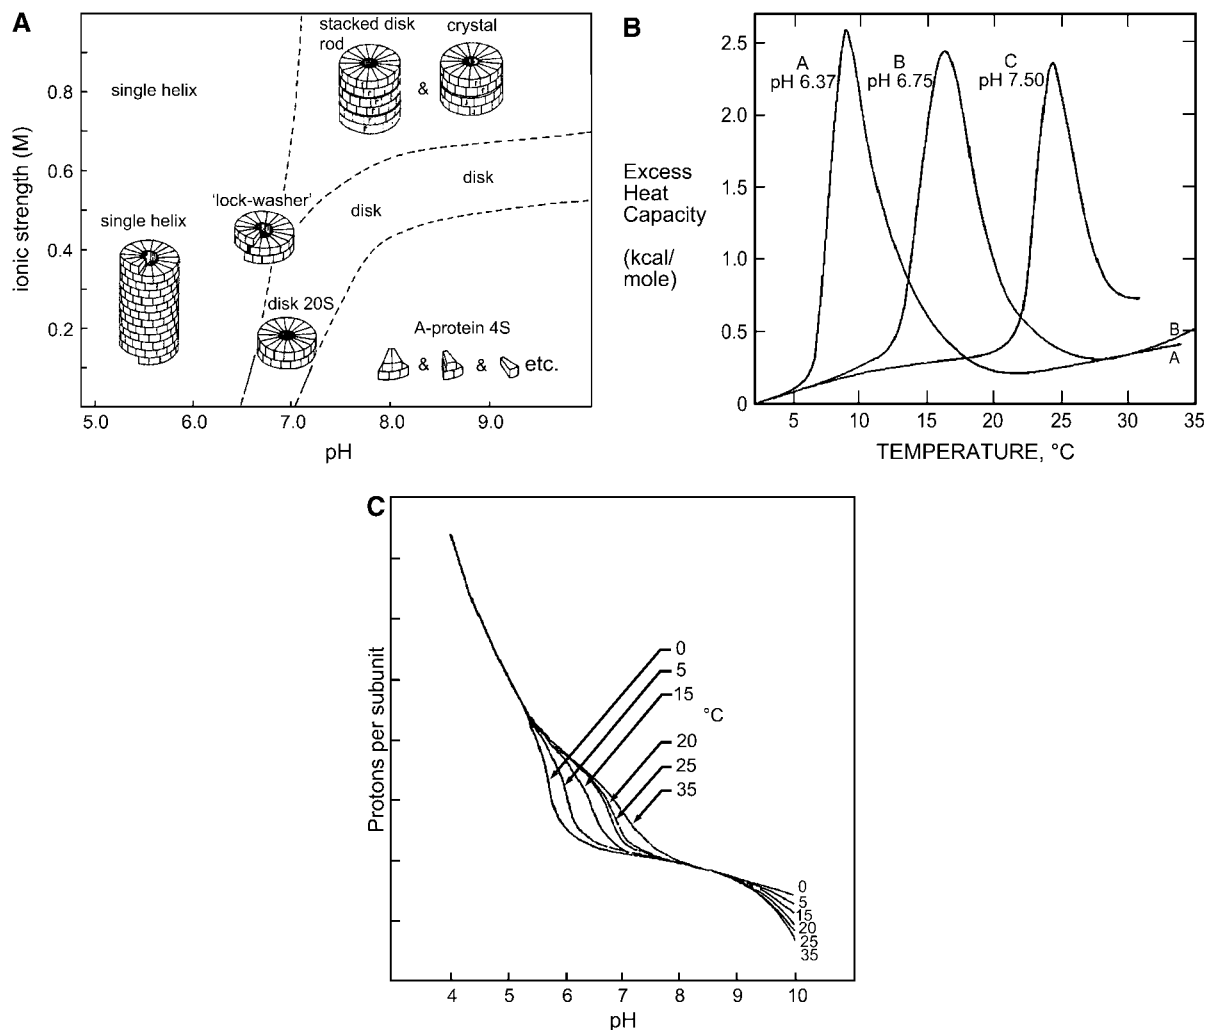 A
stacked disk
rod
crystal
&
single helix
0.8
0.6
0.4
0.2
ionic strength (M)
disk
disk
'lock-washer'
single helix
disk 20S
A-protein 4S
& & etc.
5.0 6.0 7.0 8.0 9.0
pH
B
2.5
2.0
1.5
1.0
0.5
0
Excess
Heat
Capacity
(kcal/
mole)
A
pH 6.37
B
pH 6.75
C
pH 7.50
B
A
5 10 15 20 25 30 35
TEMPERATURE, °C
C
Protons per subunit
0
5
15
°C
20
25
35
0
5
15
20
25
35
4 5 6 7 8 9 10
pH